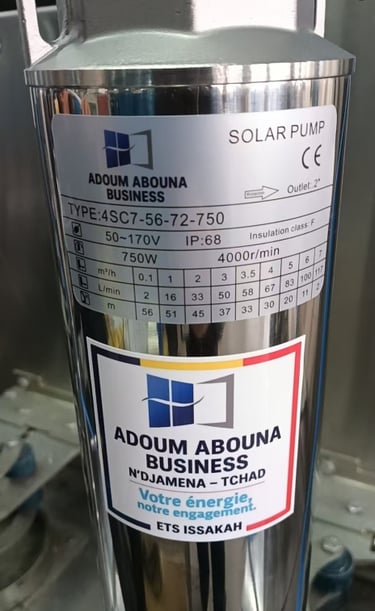 SOLAR PUMP
CE
ADOUM ABOUNA
BUSINESS
Outlet: 2"
TYPE:4SC7-56-72-750
50~170V IP:68 Insulation class: F
750W 4000r/min
m³/h 0.1 1 2 3 3.5 4 5 6 7
L/min 2 16 33 50 58 67 83 100 117
m 56 51 45 37 33 30 20 11 2
ADOUM ABOUNA
BUSINESS
N'DJAMENA – TCHAD
Votre énergie,
notre engagement.
ETS ISSAKAH